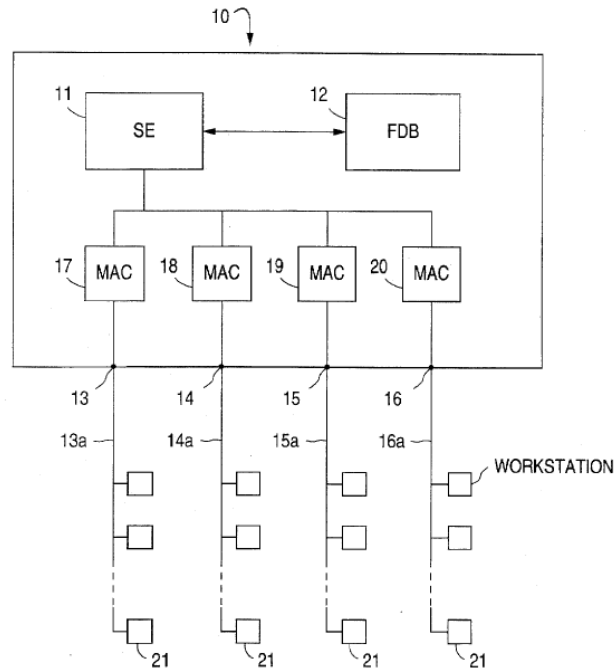 10
11
SE
12
FDB
17
MAC
18
MAC
19
MAC
20
MAC
13
14
15
16
13a
14a
15a
16a
WORKSTATION
21
21
21
21